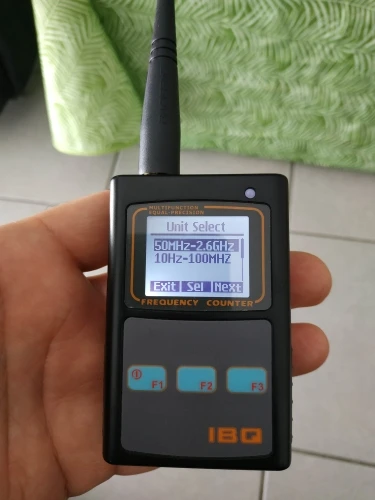 MULTIFUNCTION
EQUAL-PRECISION
Unit Select
50MHz-2.6GHz
10Hz-100MHZ
Exit Sel Next
FREQUENCY COUNTER
F1 F2 F3
IBQ